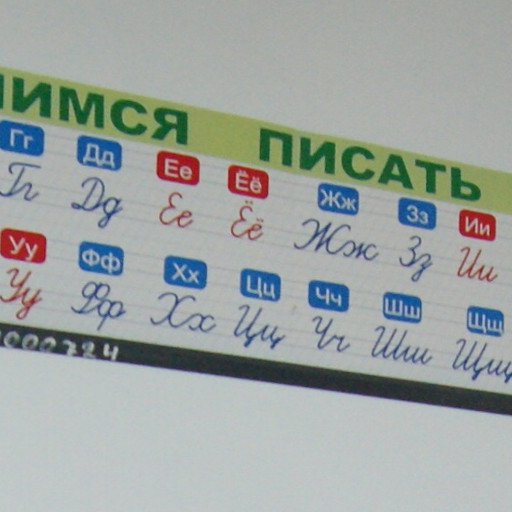 ИМСЯ ПИСАТЬ
Гг Дд Ее Ёё Жж Зз Ии
Гг Дд Ее Ёё Жж Зз Ии
Уу Фф Хх Цц Чч Шш Щщ
Уу Фф Хх Цц Чч Шш Щщ
000724